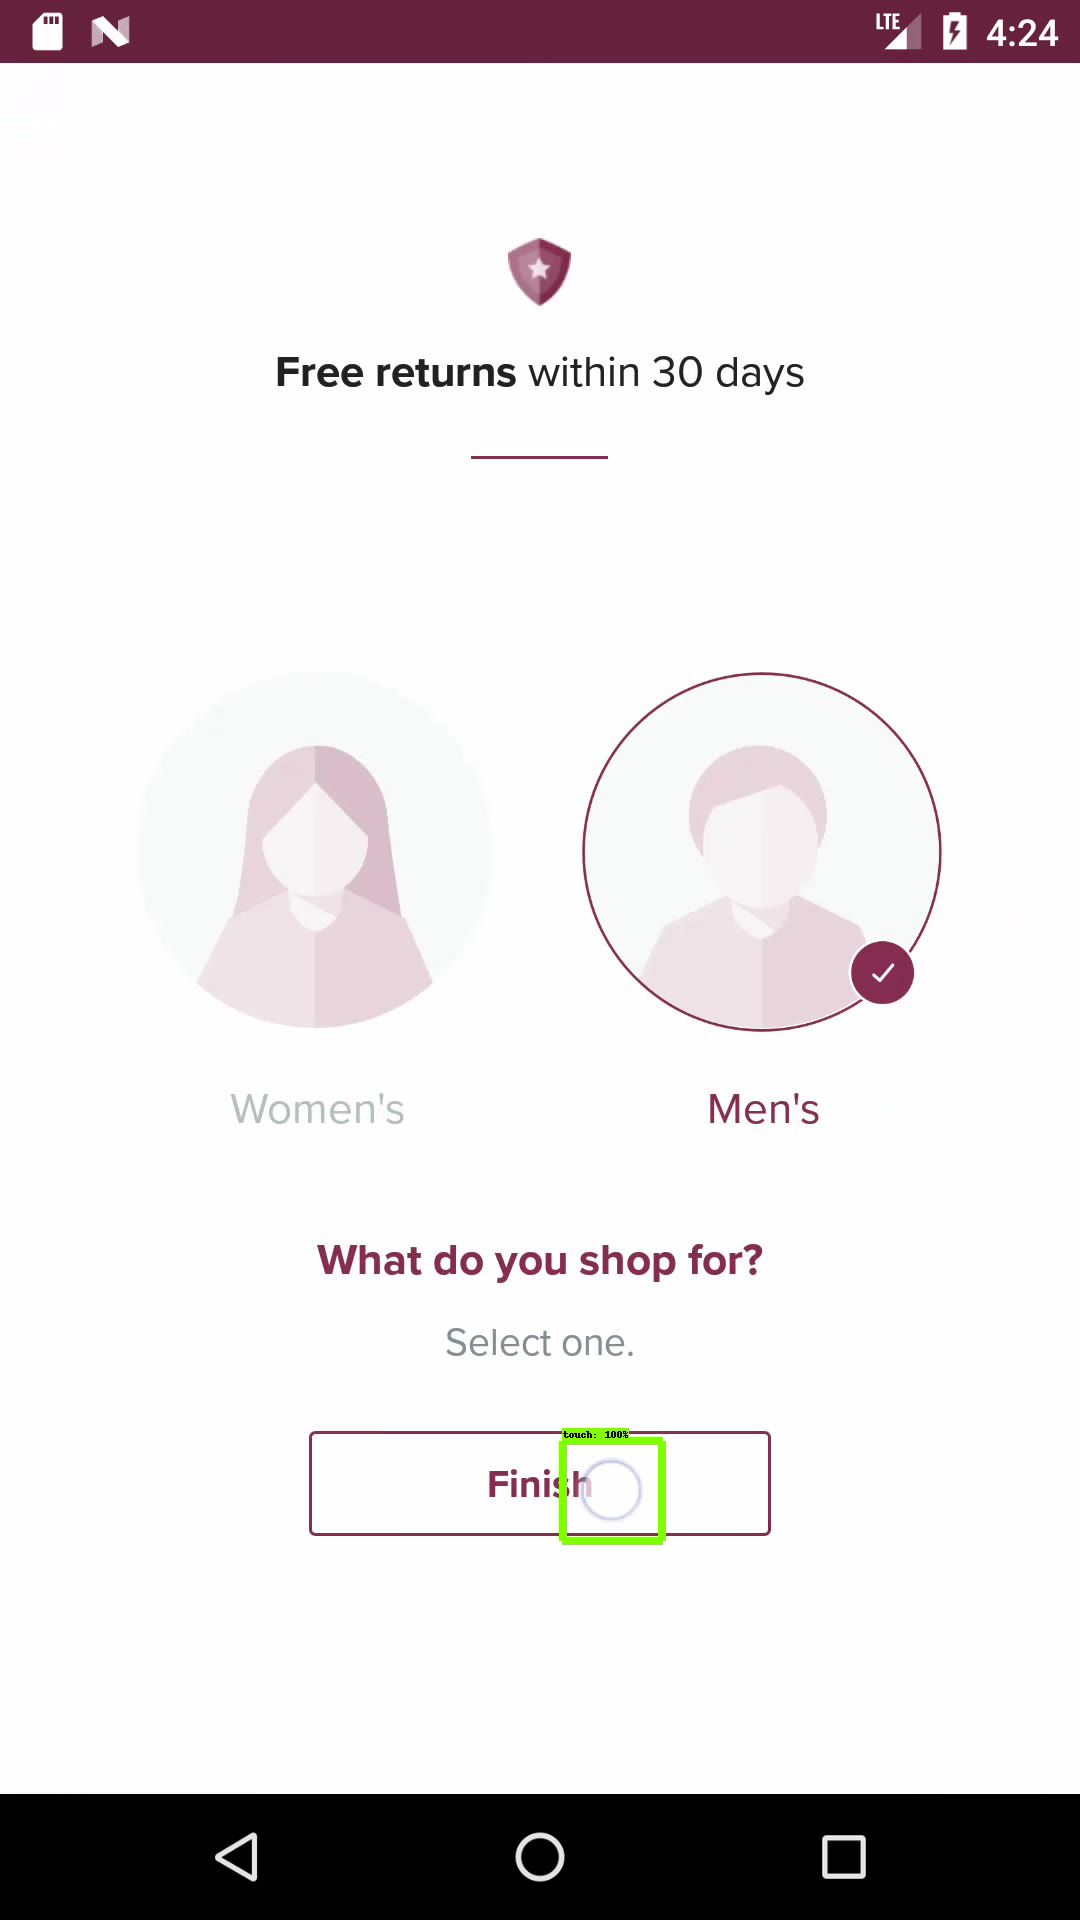 LTE 4:24
Free returns within 30 days
Women's
Men's
What do you shop for?
Select one.
touch: 100%
Finish